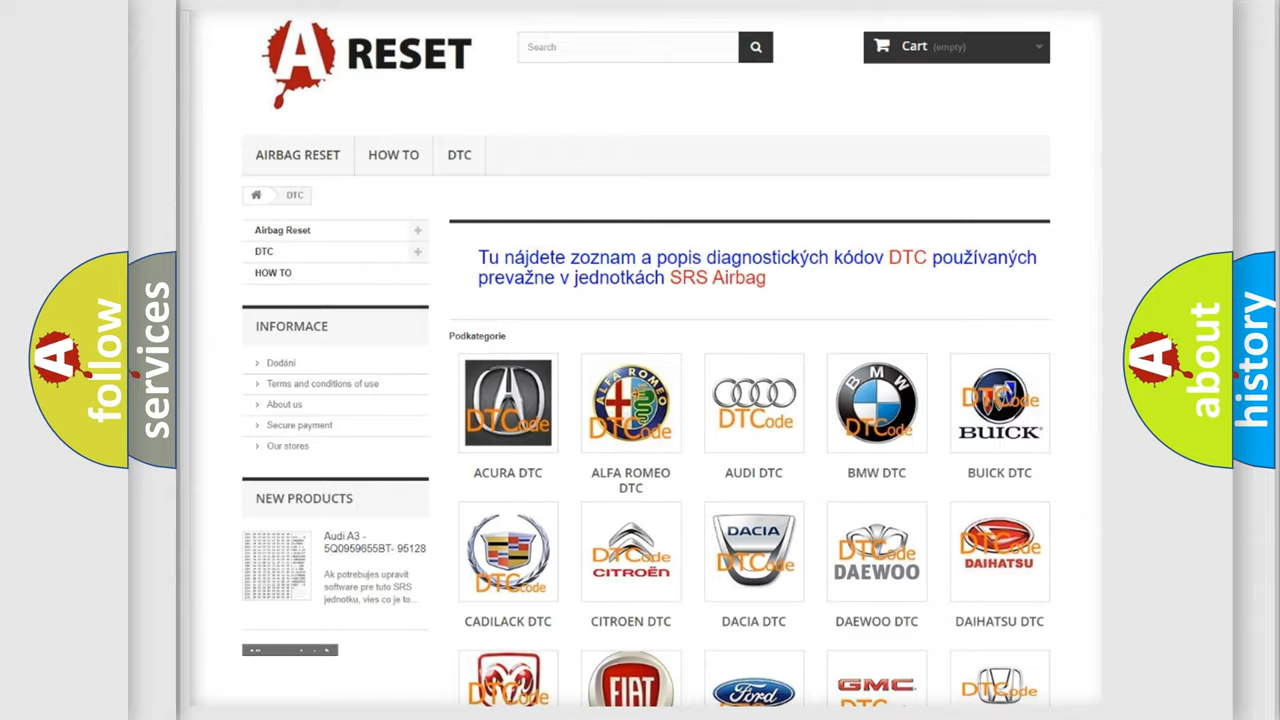 A RESET
Search
Cart (empty)
AIRBAG RESET
HOW TO
DTC
DTC
Airbag Reset
DTC
HOW TO
INFORMACE
Dodání
Terms and conditions of use
About us
Secure payment
Our stores
NEW PRODUCTS
Audi A3 -
5Q0959655BT- 95128
Ak potrebujes upravit
software pre tuto SRS
jednotku, vies co je to...
Tu nájdete zoznam a popis diagnostických kódov DTC používaných
prevažne v jednotkách SRS Airbag
Podkategorie
DTCode
ALFA ROMEO
DTCode
DTCode
BMW
DTCode
DTCode
BUICK
ACURA DTC
ALFA ROMEO
DTC
AUDI DTC
BMW DTC
BUICK DTC
DTCode
DTCode
CITROËN
DACIA
DTCode
DTCode
DAEWOO
DTCode
DAIHATSU
CADILACK DTC
CITROEN DTC
DACIA DTC
DAEWOO DTC
DAIHATSU DTC
DTCode
FIAT
Ford
DTCode
GMC
DTCode
A follow
services
A about
history